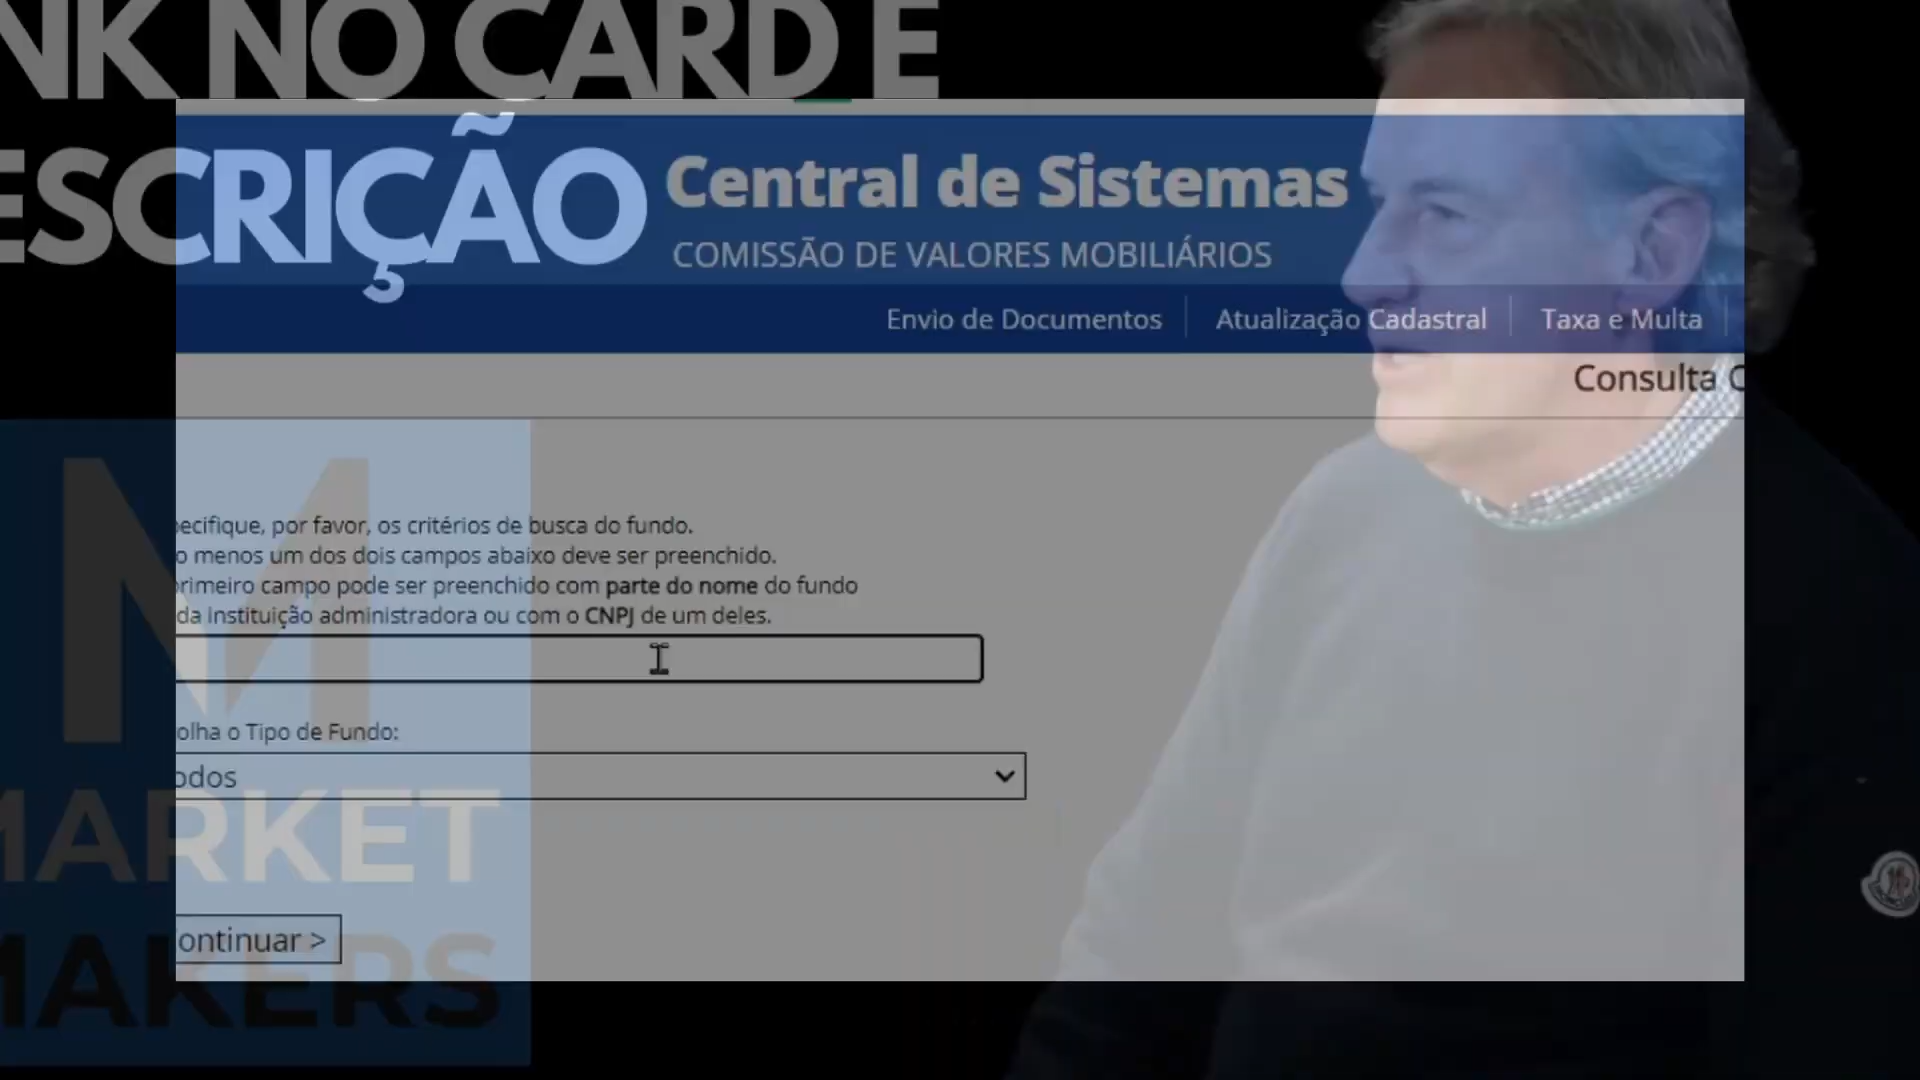 NK NO CARD E
ESCRIÇÃO
Central de Sistemas
COMISSÃO DE VALORES MOBILIÁRIOS
Envio de Documentos
Atualização Cadastral
Taxa e Multa
Consulta C
pecifique, por favor, os critérios de busca do fundo.
o menos um dos dois campos abaixo deve ser preenchido.
primeiro campo pode ser preenchido com parte do nome do fundo
da Instituição administradora ou com o CNPJ de um deles.
olha o Tipo de Fundo:
odos
ontinuar >
M
MARKET
MAKERS